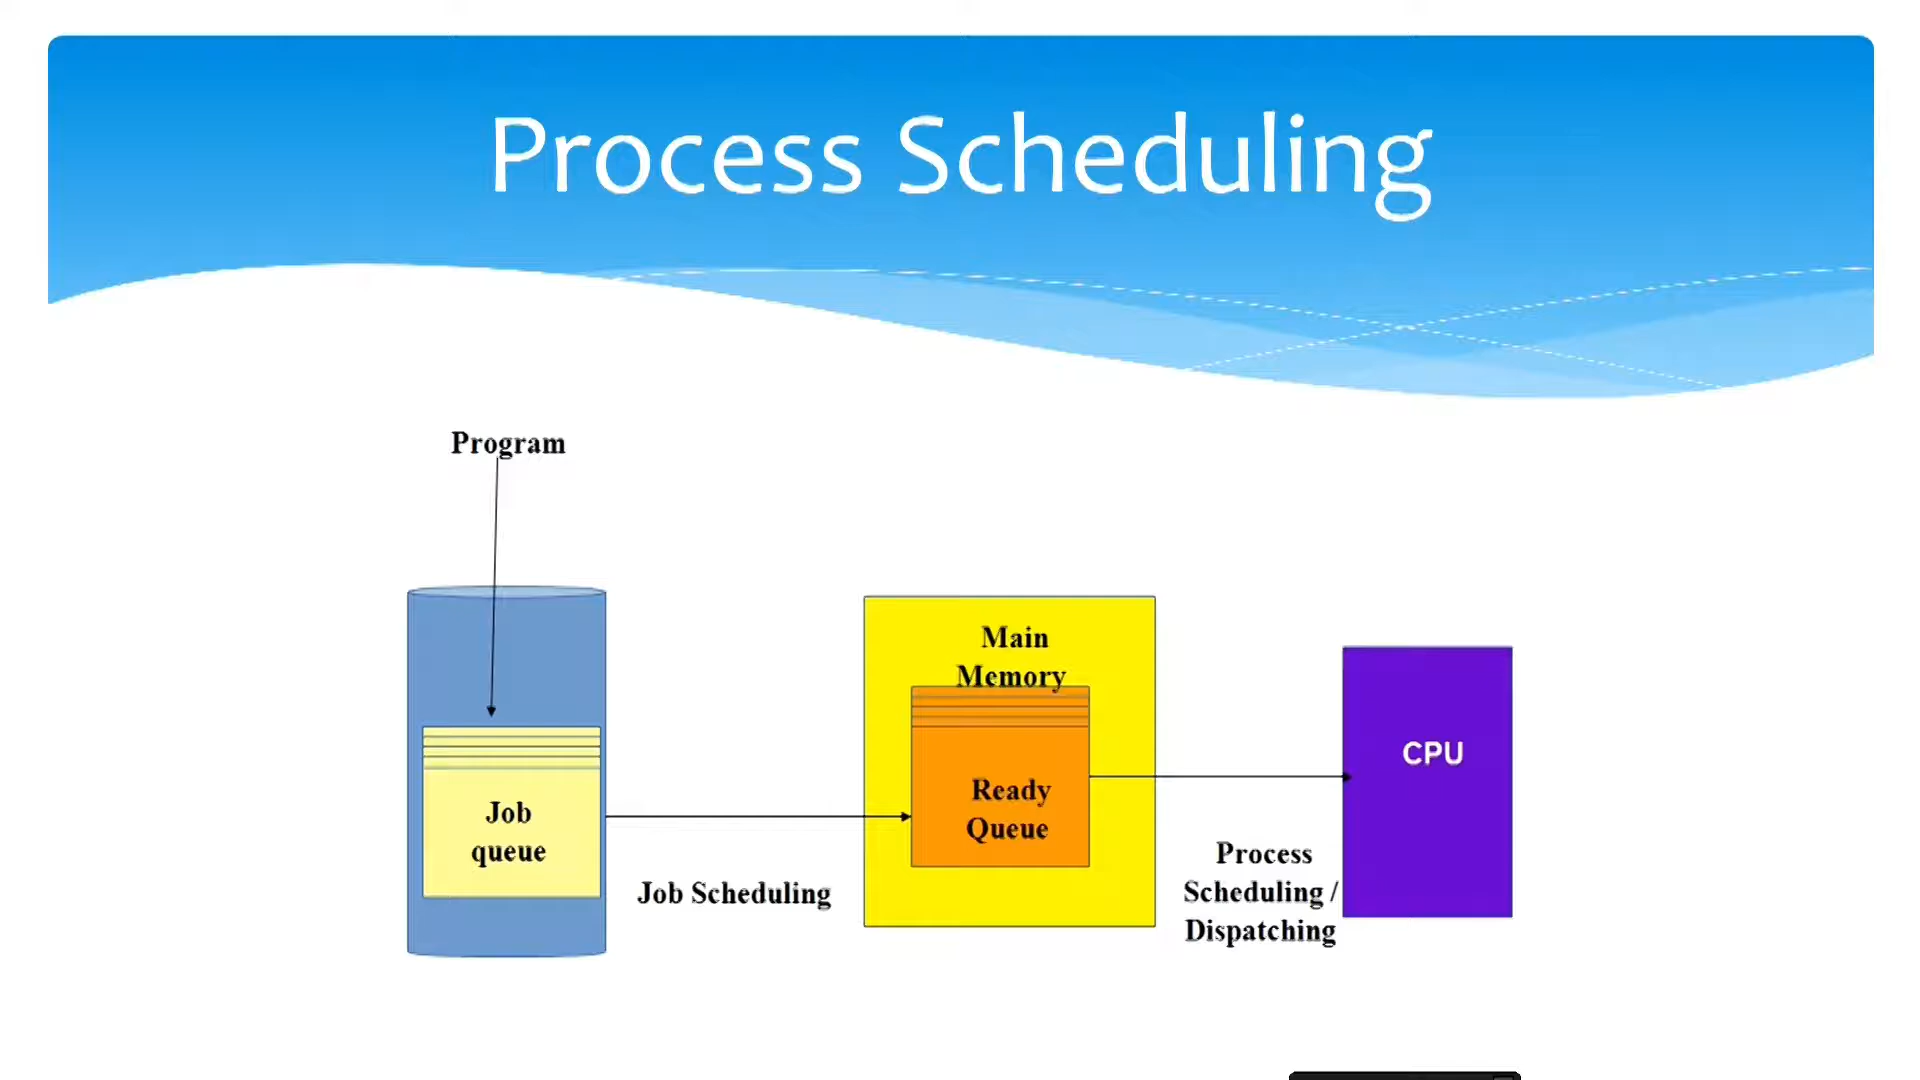 Process Scheduling
Program
Main
Memory
CPU
Job
queue
Ready
Queue
Job Scheduling
Process
Scheduling /
Dispatching